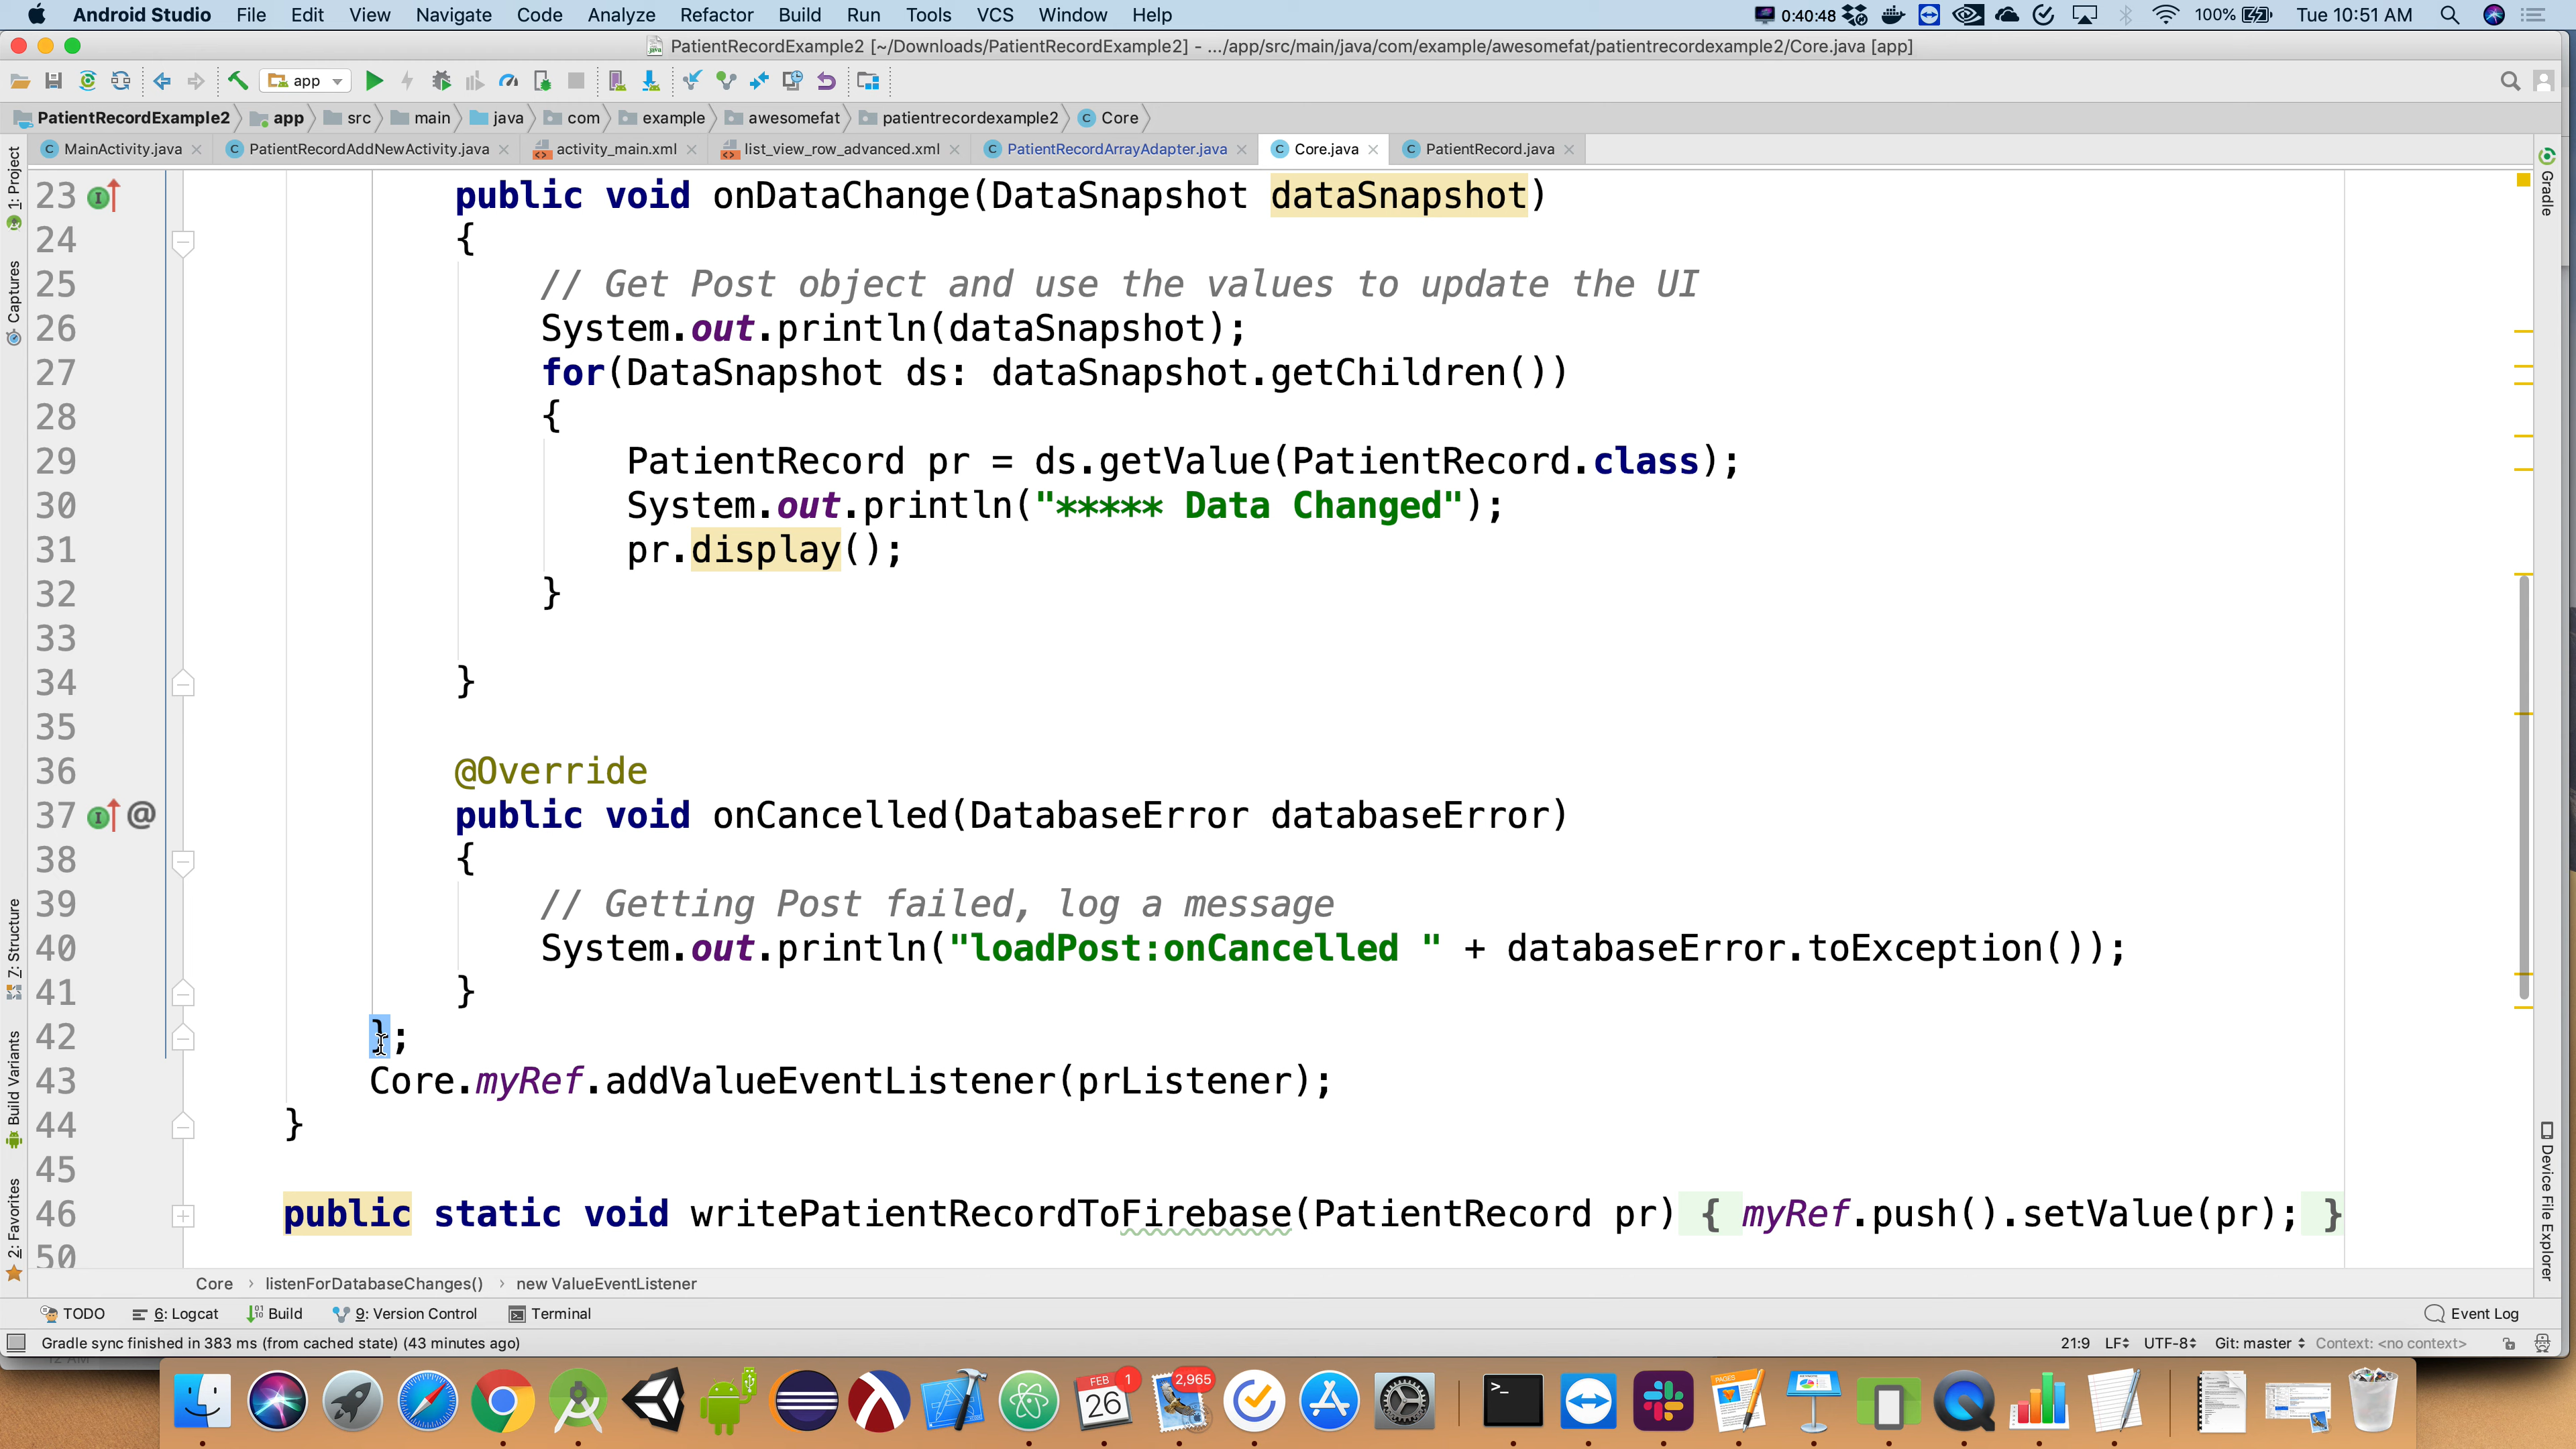 Android Studio File Edit View Navigate Code Analyze Refactor Build Run Tools VCS Window Help 0:40:48 100% Tue 10:51 AM
PatientRecordExample2 [~/Downloads/PatientRecordExample2] - .../app/src/main/java/com/example/awesomefat/patientrecordexample2/Core.java [app]
app
PatientRecordExample2 app src main java com example awesomefat patientrecordexample2 Core
MainActivity.java PatientRecordAddNewActivity.java activity_main.xml list_view_row_advanced.xml PatientRecordArrayAdapter.java Core.java PatientRecord.java
1: Project
Captures
7: Structure
Build Variants
2: Favorites
Gradle
Device File Explorer
23 public void onDataChange(DataSnapshot dataSnapshot)
24 {
25 // Get Post object and use the values to update the UI
26 System.out.println(dataSnapshot);
27 for(DataSnapshot ds: dataSnapshot.getChildren())
28 {
29 PatientRecord pr = ds.getValue(PatientRecord.class);
30 System.out.println("***** Data Changed");
31 pr.display();
32 }
33
34 }
35
36 @Override
37 @ public void onCancelled(DatabaseError databaseError)
38 {
39 // Getting Post failed, log a message
40 System.out.println("loadPost:onCancelled " + databaseError.toException());
41 }
42 };
43 Core.myRef.addValueEventListener(prListener);
44 }
45
46 public static void writePatientRecordToFirebase(PatientRecord pr) { myRef.push().setValue(pr); }
50
Core › listenForDatabaseChanges() › new ValueEventListener
TODO 6: Logcat Build 9: Version Control Terminal Event Log
Gradle sync finished in 383 ms (from cached state) (43 minutes ago) 21:9 LF UTF-8 Git: master Context: <no context>
12 AM
FEB 26 1 2,965
PAGES